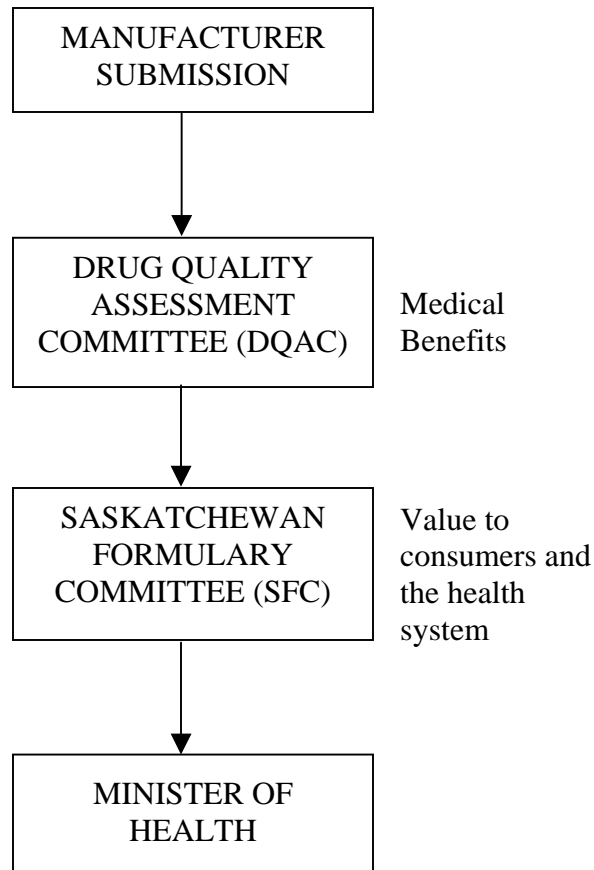 MANUFACTURER
SUBMISSION
DRUG QUALITY
ASSESSMENT
COMMITTEE (DQAC)
Medical
Benefits
SASKATCHEWAN
FORMULARY
COMMITTEE (SFC)
Value to
consumers and
the health
system
MINISTER OF
HEALTH